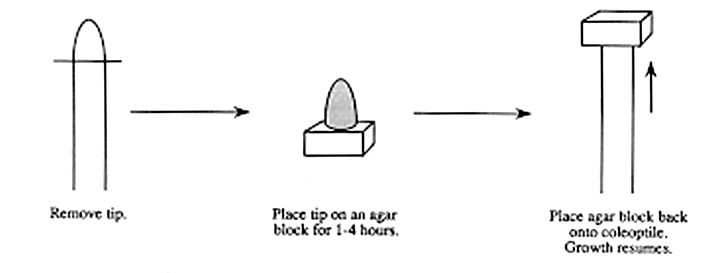 Remove tip.
Place tip on an agar
block for 1-4 hours.
Place agar block back
onto coleoptile.
Growth resumes.